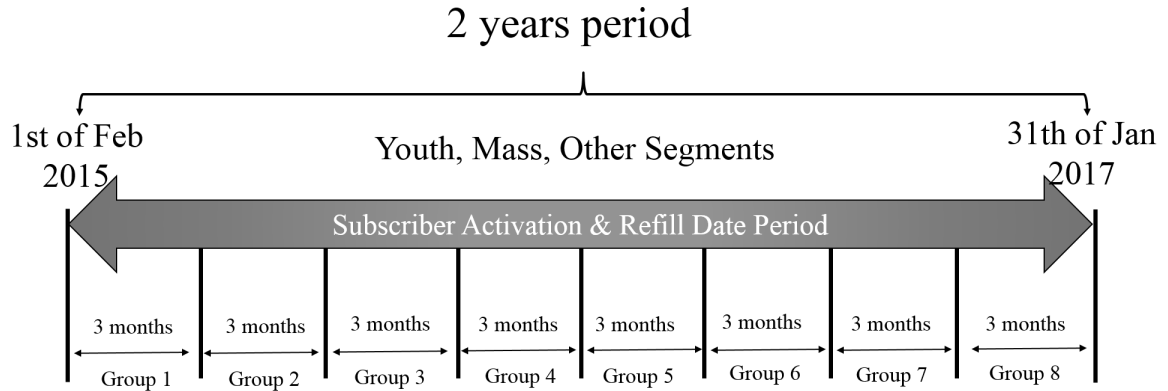 2 years period
1st of Feb
2015
Youth, Mass, Other Segments
31th of Jan
2017
Subscriber Activation & Refill Date Period
3 months
3 months
3 months
3 months
3 months
3 months
3 months
3 months
Group 1
Group 2
Group 3
Group 4
Group 5
Group 6
Group 7
Group 8